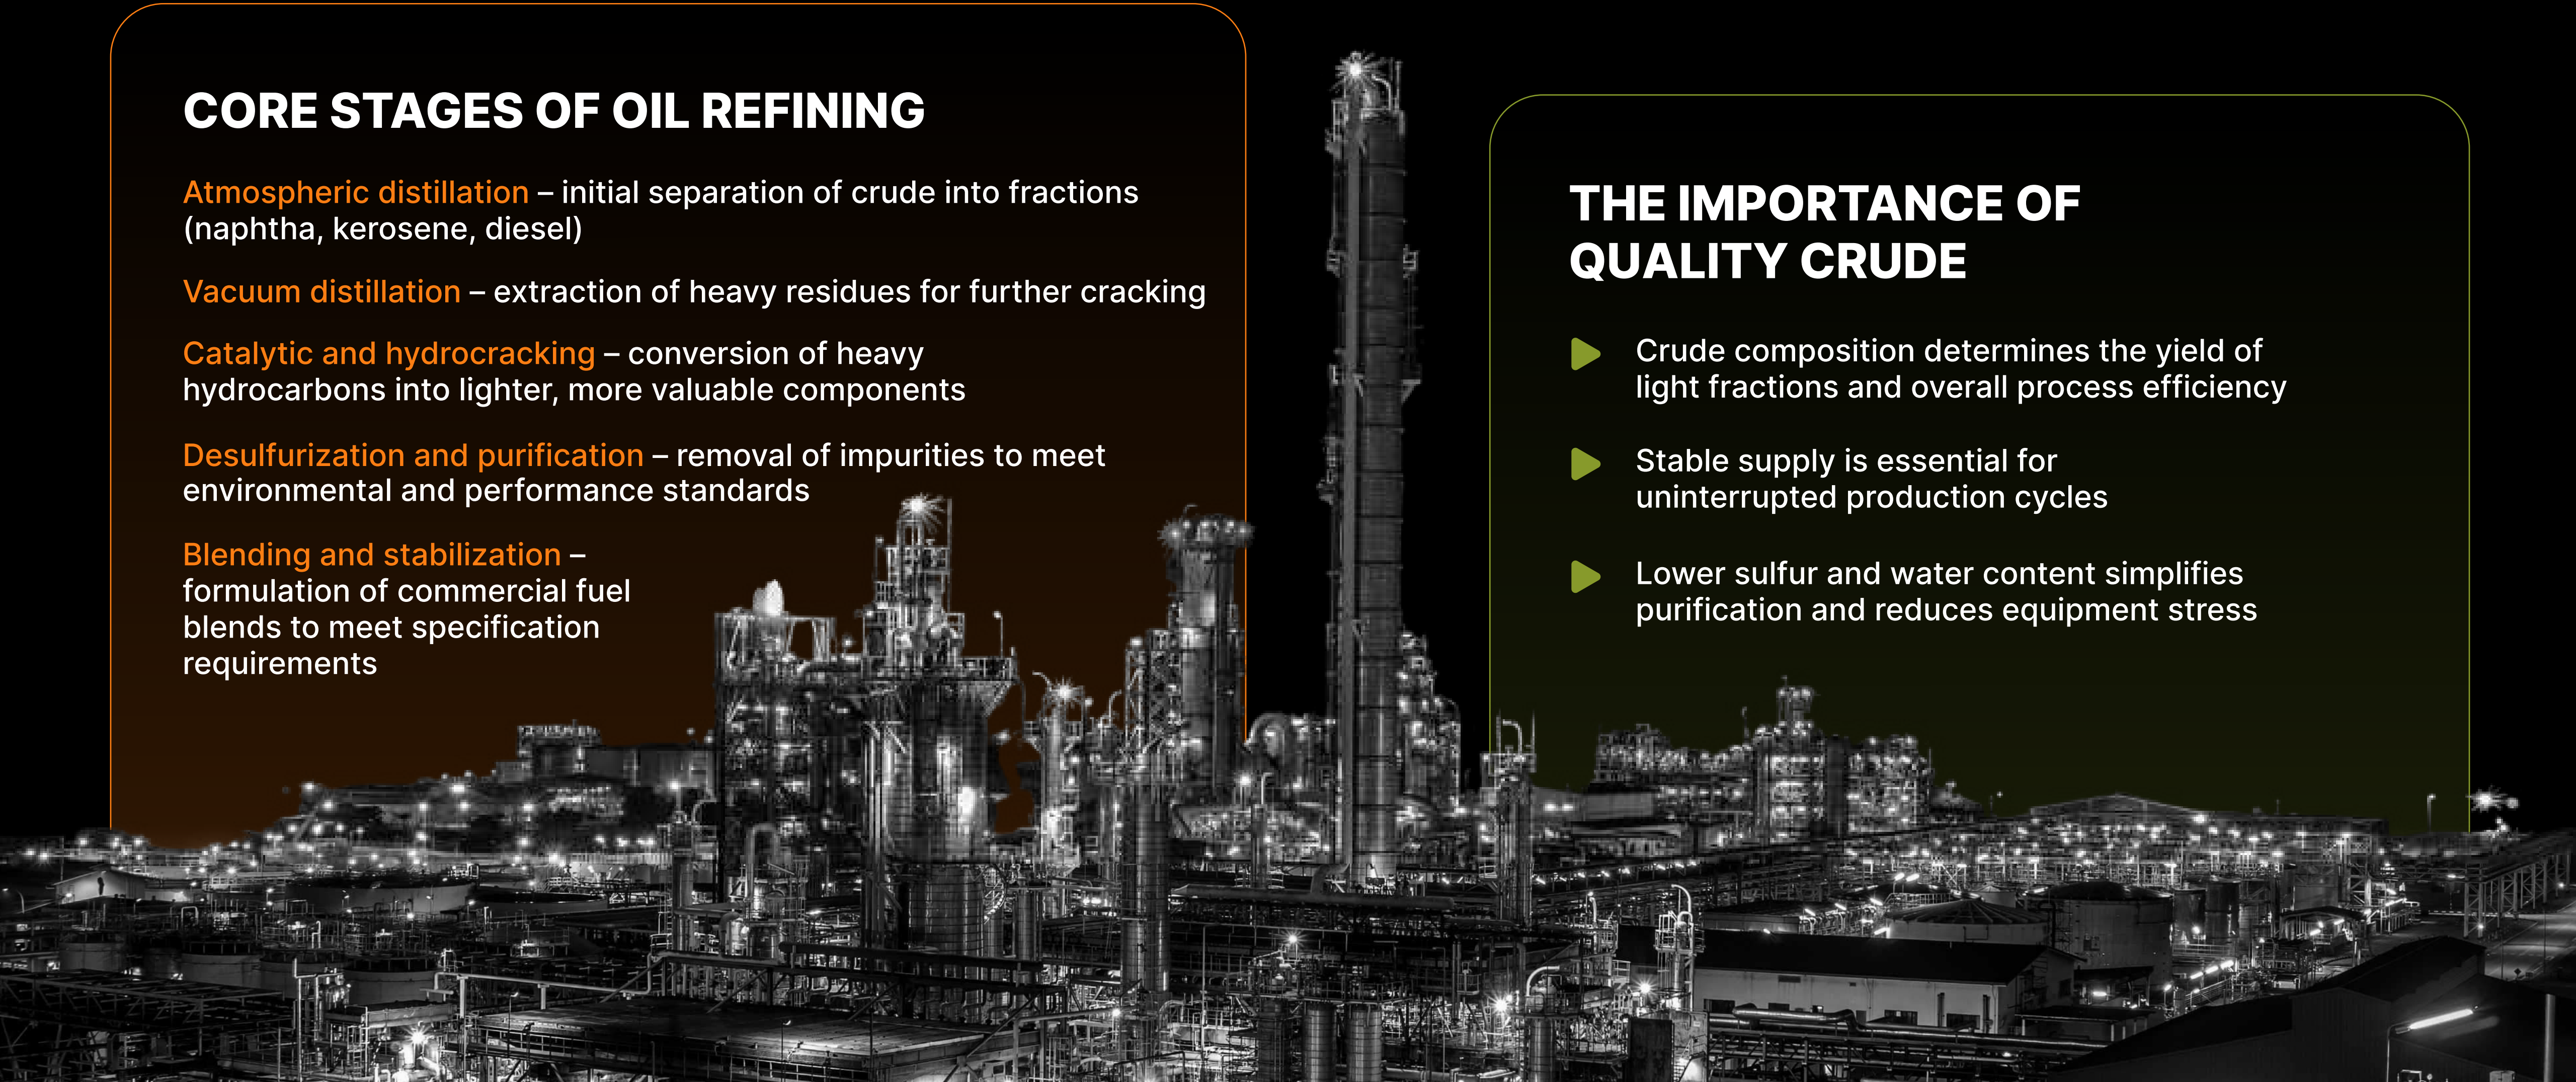 CORE STAGES OF OIL REFINING
Atmospheric distillation – initial separation of crude into fractions
(naphtha, kerosene, diesel)
Vacuum distillation – extraction of heavy residues for further cracking
Catalytic and hydrocracking – conversion of heavy
hydrocarbons into lighter, more valuable components
Desulfurization and purification – removal of impurities to meet
environmental and performance standards
Blending and stabilization –
formulation of commercial fuel
blends to meet specification
requirements
THE IMPORTANCE OF
QUALITY CRUDE
Crude composition determines the yield of
light fractions and overall process efficiency
Stable supply is essential for
uninterrupted production cycles
Lower sulfur and water content simplifies
purification and reduces equipment stress